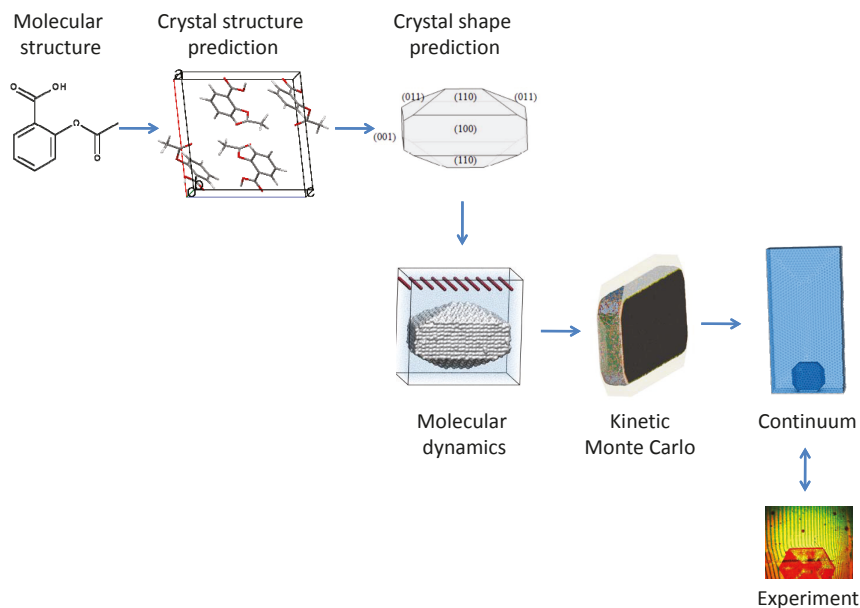 Molecular
structure
Crystal structure
prediction
Crystal shape
prediction
O
OH
O
O
a
b
o
c
(011)
(110)
(011)
(100)
(001)
(110)
Molecular
dynamics
Kinetic
Monte Carlo
Continuum
Experiment